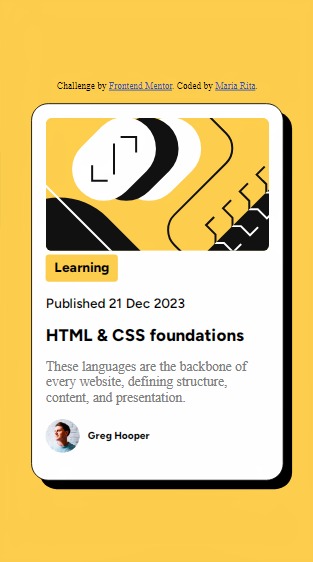 Challenge by Frontend Mentor. Coded by Maria Rita.
Learning
Published 21 Dec 2023
HTML & CSS foundations
These languages are the backbone of
every website, defining structure,
content, and presentation.
Greg Hooper